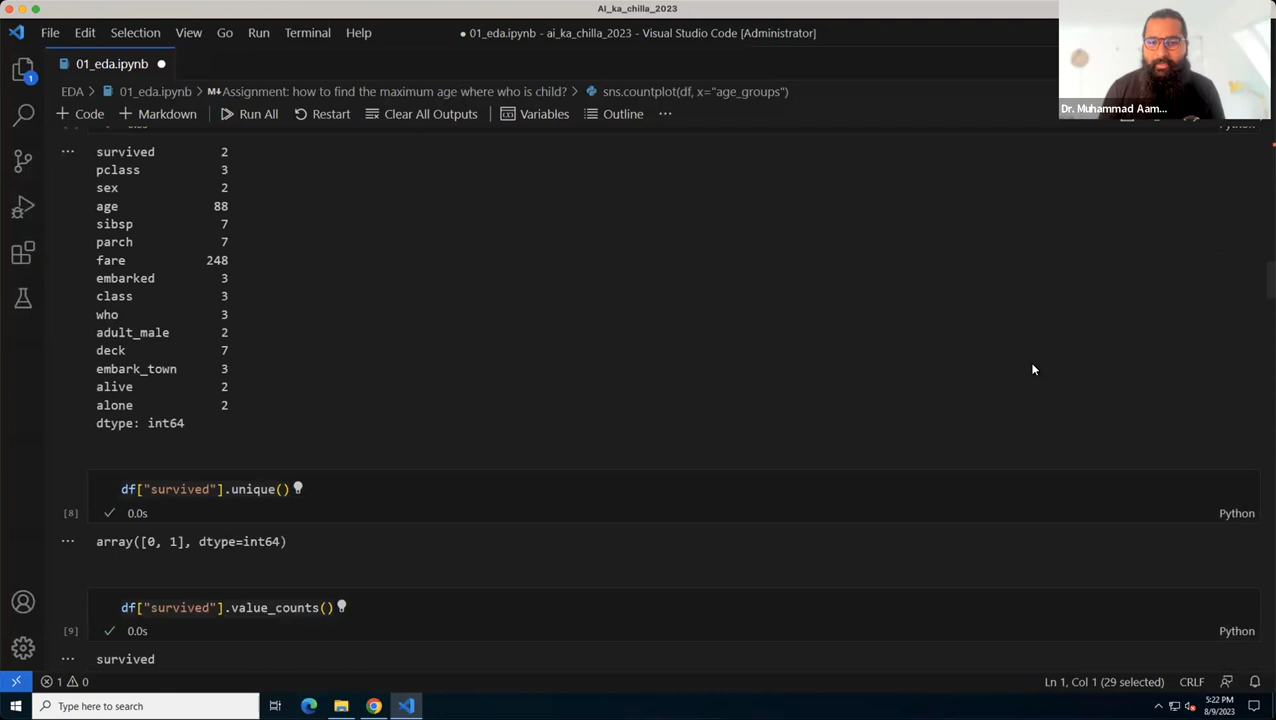 AI_ka_chilla_2023
File Edit Selection View Go Run Terminal Help
● 01_eda.ipynb - ai_ka_chilla_2023 - Visual Studio Code [Administrator]
01_eda.ipynb ●
EDA > 01_eda.ipynb > M↓Assignment: how to find the maximum age where who is child? > sns.countplot(df, x="age_groups")
Dr. Muhammad Aam...
+ Code + Markdown Run All Restart Clear All Outputs Variables Outline ...
1
... survived 2
pclass 3
sex 2
age 88
sibsp 7
parch 7
fare 248
embarked 3
class 3
who 3
adult_male 2
deck 7
embark_town 3
alive 2
alone 2
dtype: int64
df["survived"].unique()
[8] 0.0s Python
... array([0, 1], dtype=int64)
df["survived"].value_counts()
[9] 0.0s Python
... survived
1 0 Ln 1, Col 1 (29 selected) CRLF
Type here to search
5:22 PM
8/9/2023